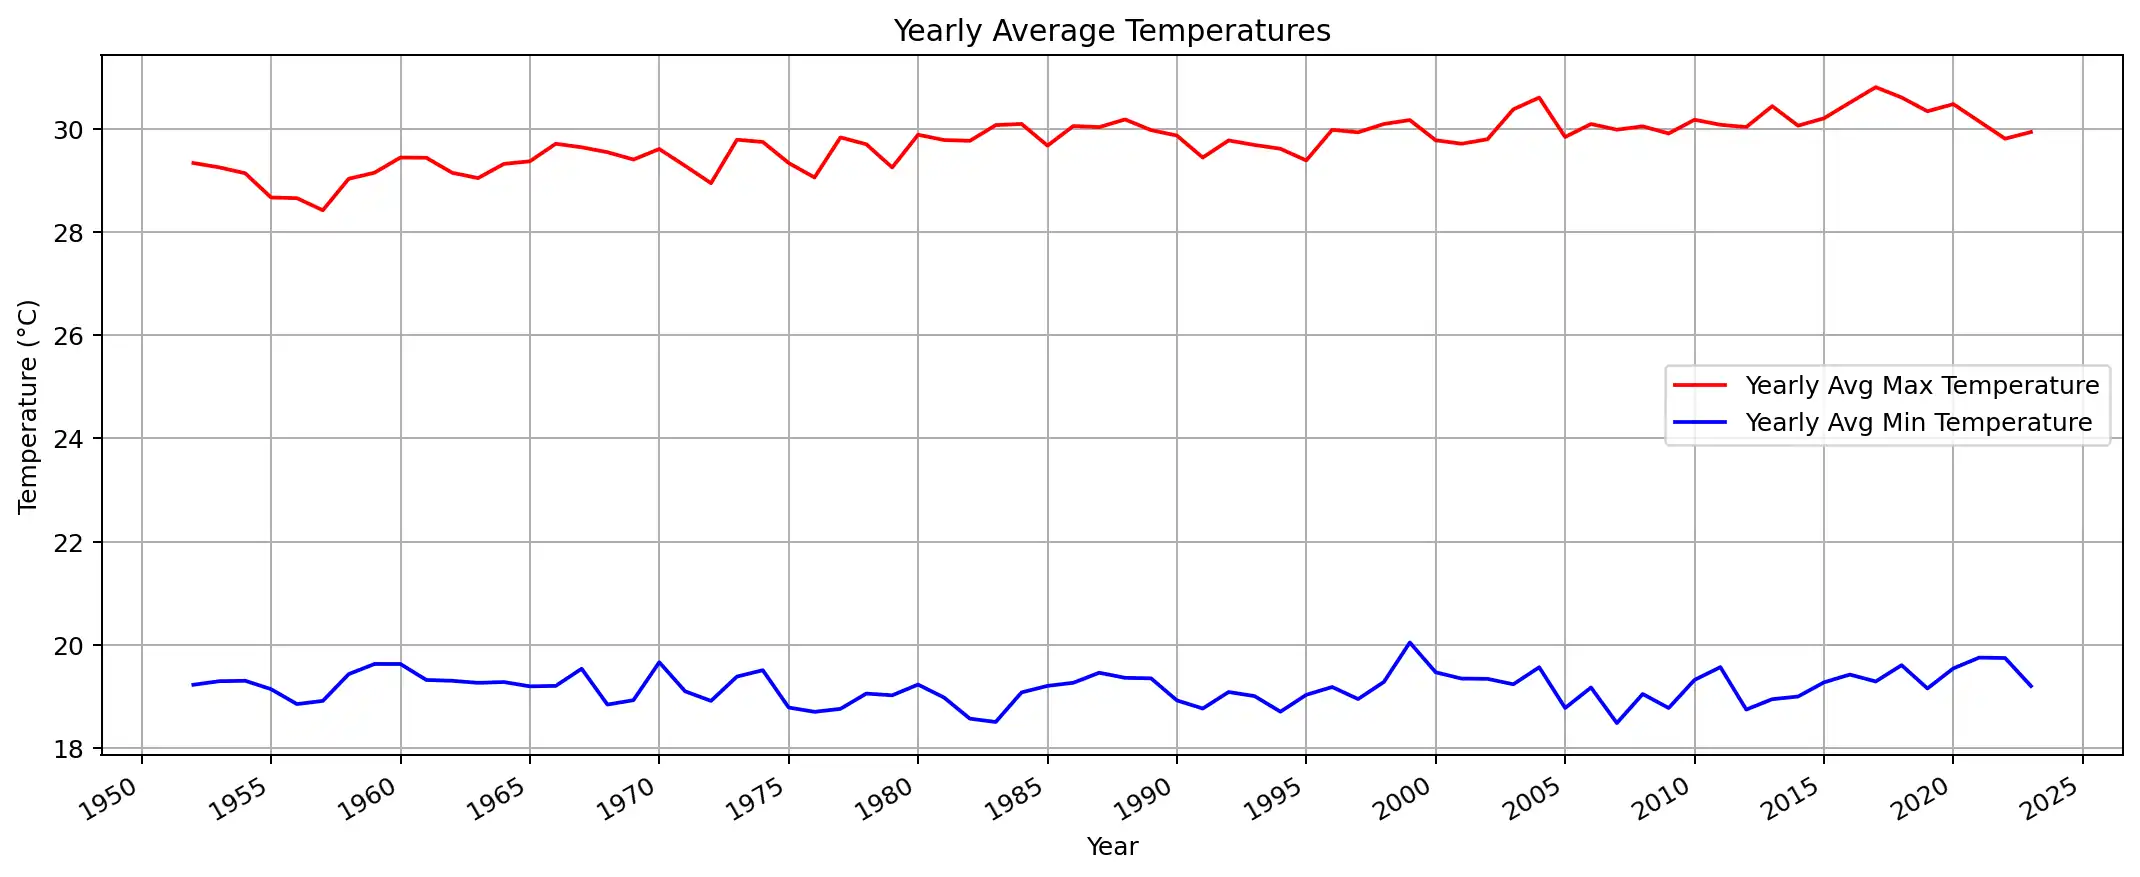 Yearly Average Temperatures
Temperature (°C)
30
28
26
24
22
20
18
Yearly Avg Max Temperature
Yearly Avg Min Temperature
1950 1955 1960 1965 1970 1975 1980 1985 1990 1995 2000 2005 2010 2015 2020 2025
Year